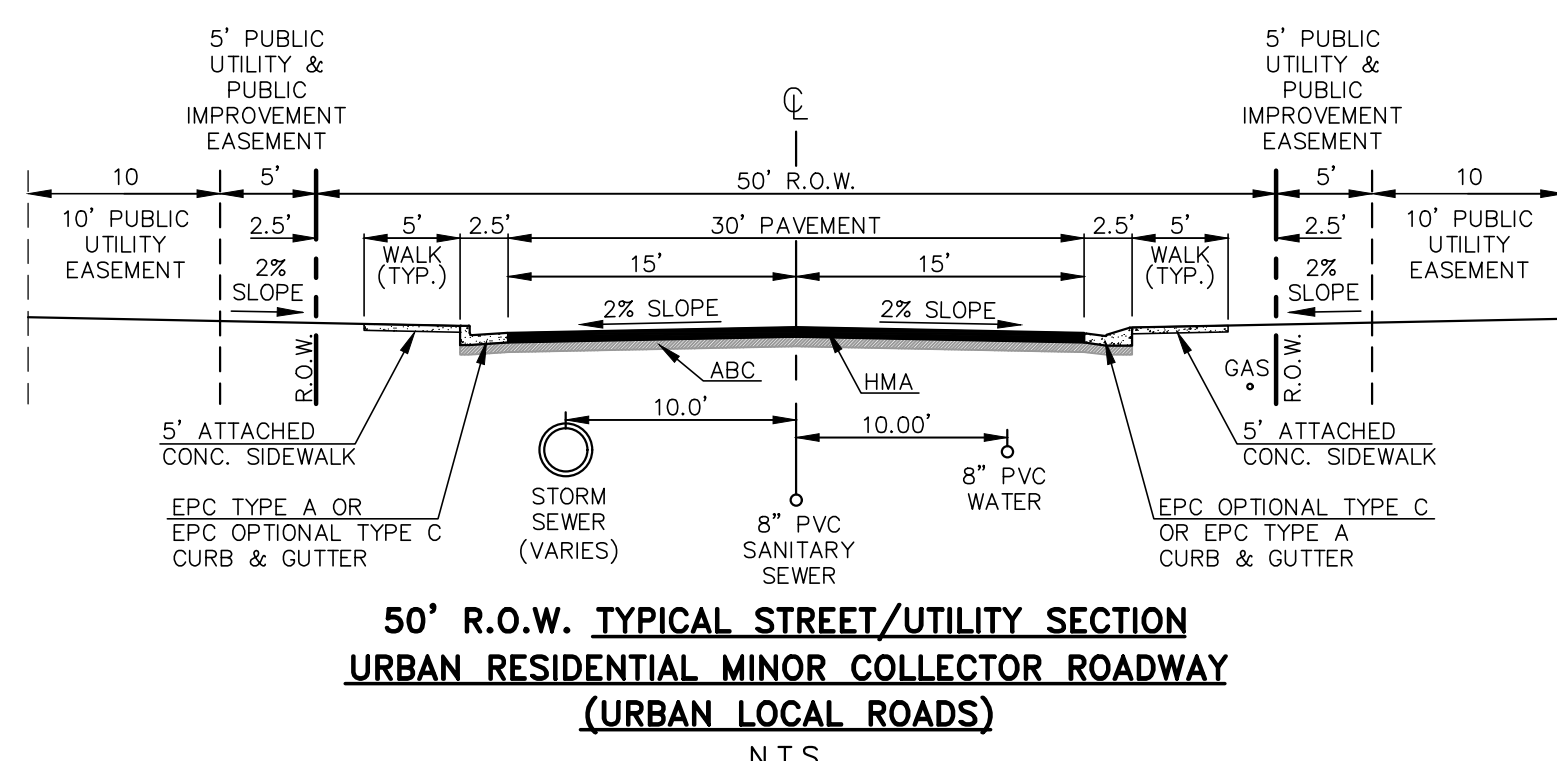 5' PUBLIC
UTILITY &
PUBLIC
IMPROVEMENT
EASEMENT
5' PUBLIC
UTILITY &
PUBLIC
IMPROVEMENT
EASEMENT
℄
10
5'
50' R.O.W.
5'
10
10' PUBLIC
UTILITY
EASEMENT
2.5'
5'
WALK
(TYP.)
2.5'
30' PAVEMENT
2.5'
5'
WALK
(TYP.)
2.5'
10' PUBLIC
UTILITY
EASEMENT
15'
15'
2%
SLOPE
2% SLOPE
2% SLOPE
2%
SLOPE
R.O.W.
ABC
HMA
GAS
R.O.W.
10.0'
10.00'
5' ATTACHED
CONC. SIDEWALK
5' ATTACHED
CONC. SIDEWALK
EPC TYPE A OR
EPC OPTIONAL TYPE C
CURB & GUTTER
STORM
SEWER
(VARIES)
8" PVC
SANITARY
SEWER
8" PVC
WATER
EPC OPTIONAL TYPE C
OR EPC TYPE A
CURB & GUTTER
50' R.O.W. TYPICAL STREET/UTILITY SECTION
URBAN RESIDENTIAL MINOR COLLECTOR ROADWAY
(URBAN LOCAL ROADS)
N.T.S.